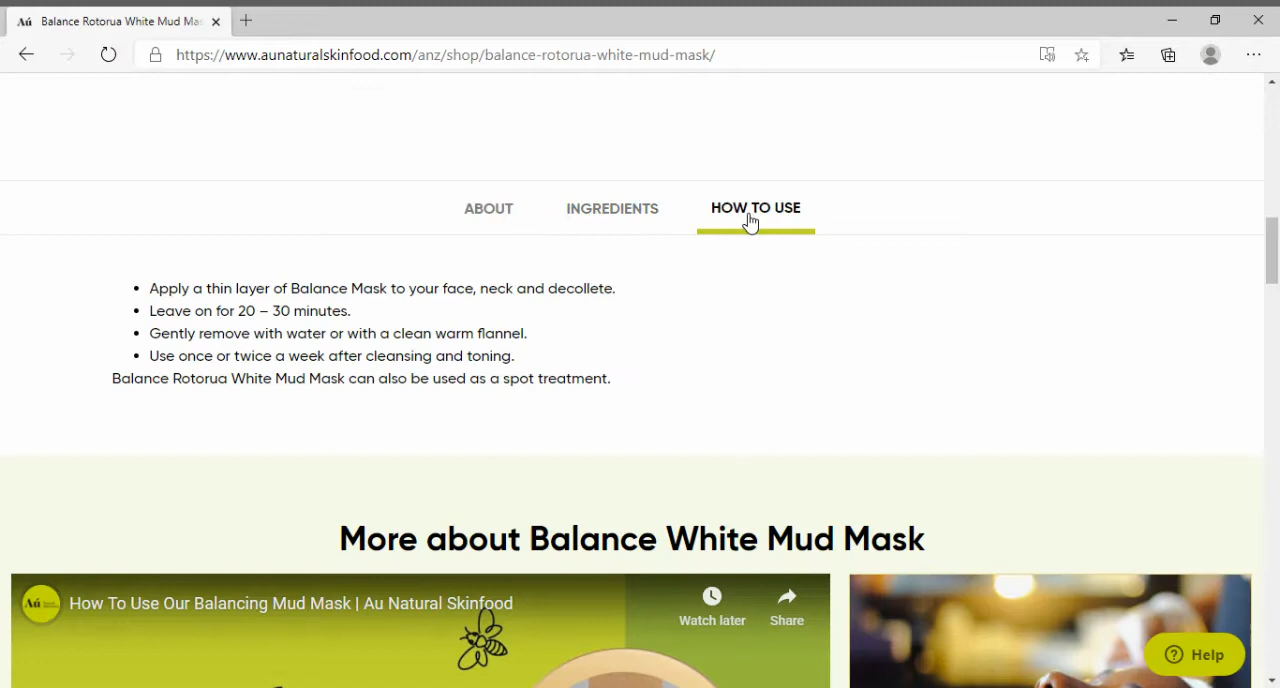 Aú Balance Rotorua White Mud Mas
https://www.aunaturalskinfood.com/anz/shop/balance-rotorua-white-mud-mask/
ABOUT INGREDIENTS HOW TO USE
• Apply a thin layer of Balance Mask to your face, neck and decollete.
• Leave on for 20 – 30 minutes.
• Gently remove with water or with a clean warm flannel.
• Use once or twice a week after cleansing and toning.
Balance Rotorua White Mud Mask can also be used as a spot treatment.
More about Balance White Mud Mask
Aú How To Use Our Balancing Mud Mask | Au Natural Skinfood
Watch later Share
Help